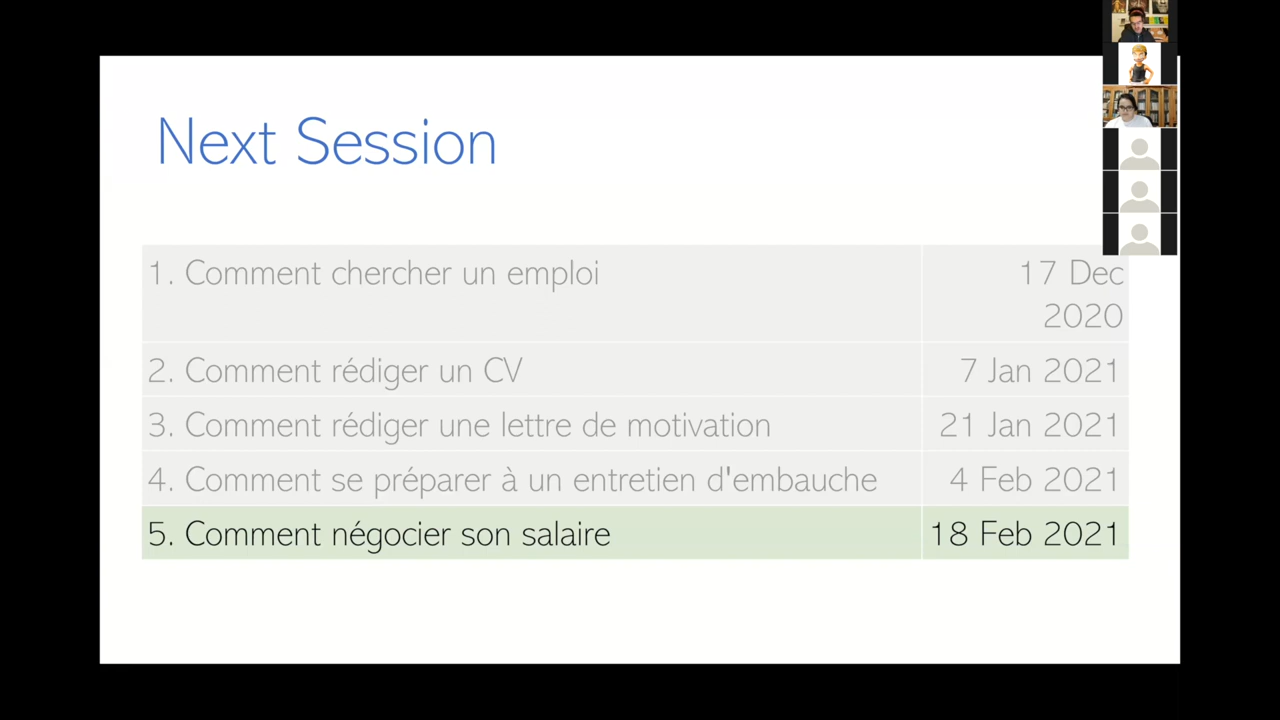 Next Session
1. Comment chercher un emploi 17 Dec
2020
2. Comment rédiger un CV 7 Jan 2021
3. Comment rédiger une lettre de motivation 21 Jan 2021
4. Comment se préparer à un entretien d'embauche 4 Feb 2021
5. Comment négocier son salaire 18 Feb 2021